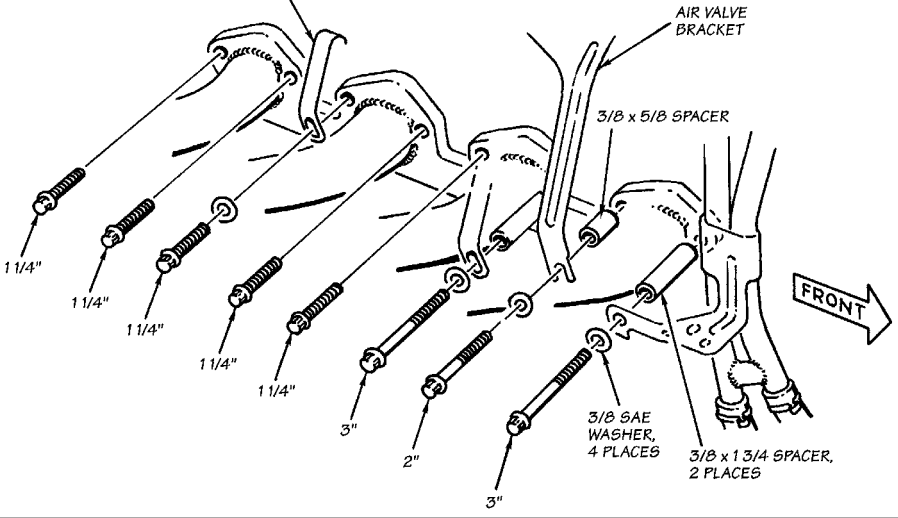 AIR VALVE
BRACKET
3/8 x 5/8 SPACER
FRONT
1 1/4"
1 1/4"
1 1/4"
1 1/4"
1 1/4"
3"
2"
3"
3/8 SAE
WASHER,
4 PLACES
3/8 x 1 3/4 SPACER,
2 PLACES